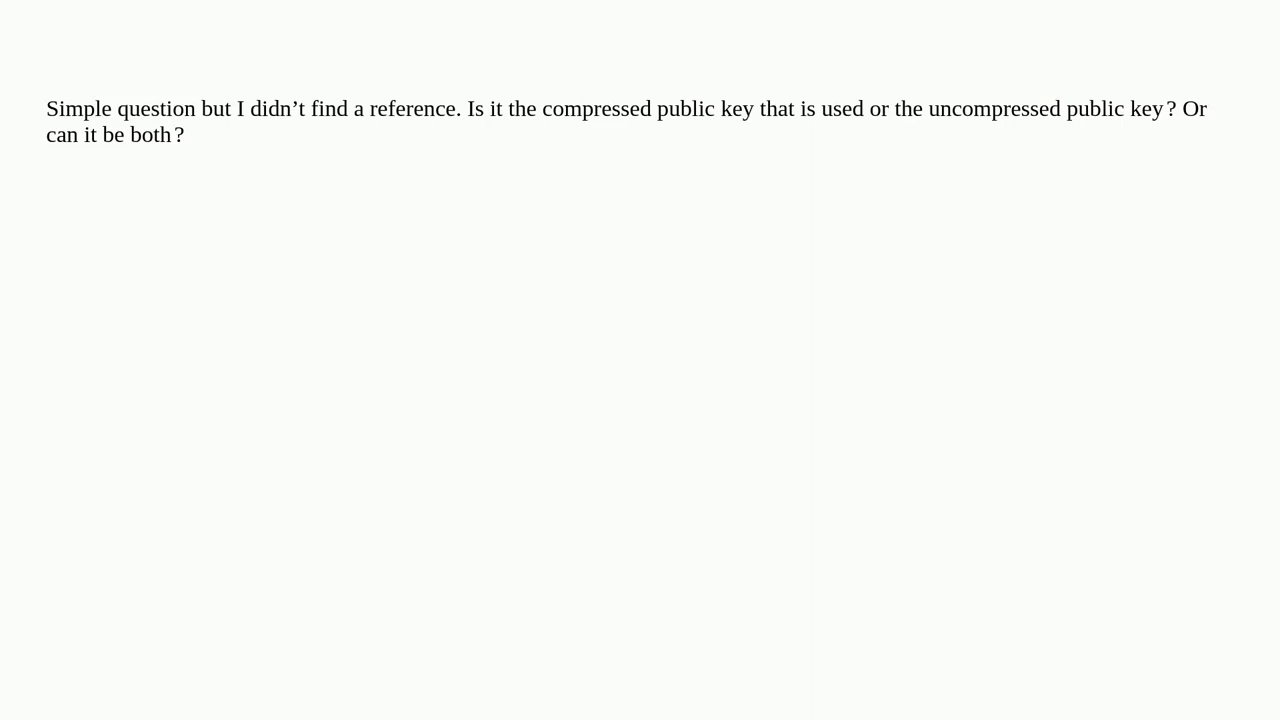 Simple question but I didn’t find a reference. Is it the compressed public key that is used or the uncompressed public key? Or
can it be both?